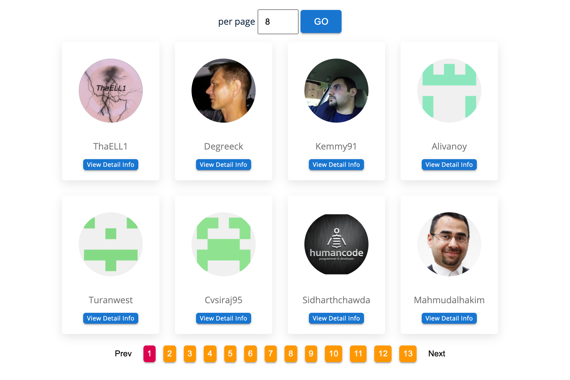 per page 8 GO
ThaELL1
ThaELL1 Degreeck Kemmy91 Alivanoy
View Detail Info View Detail Info View Detail Info View Detail Info
humancode
Turanwest Cvsiraj95 Sidharthchawda Mahmudalhakim
View Detail Info View Detail Info View Detail Info View Detail Info
Prev 1 2 3 4 5 6 7 8 9 10 11 12 13 Next